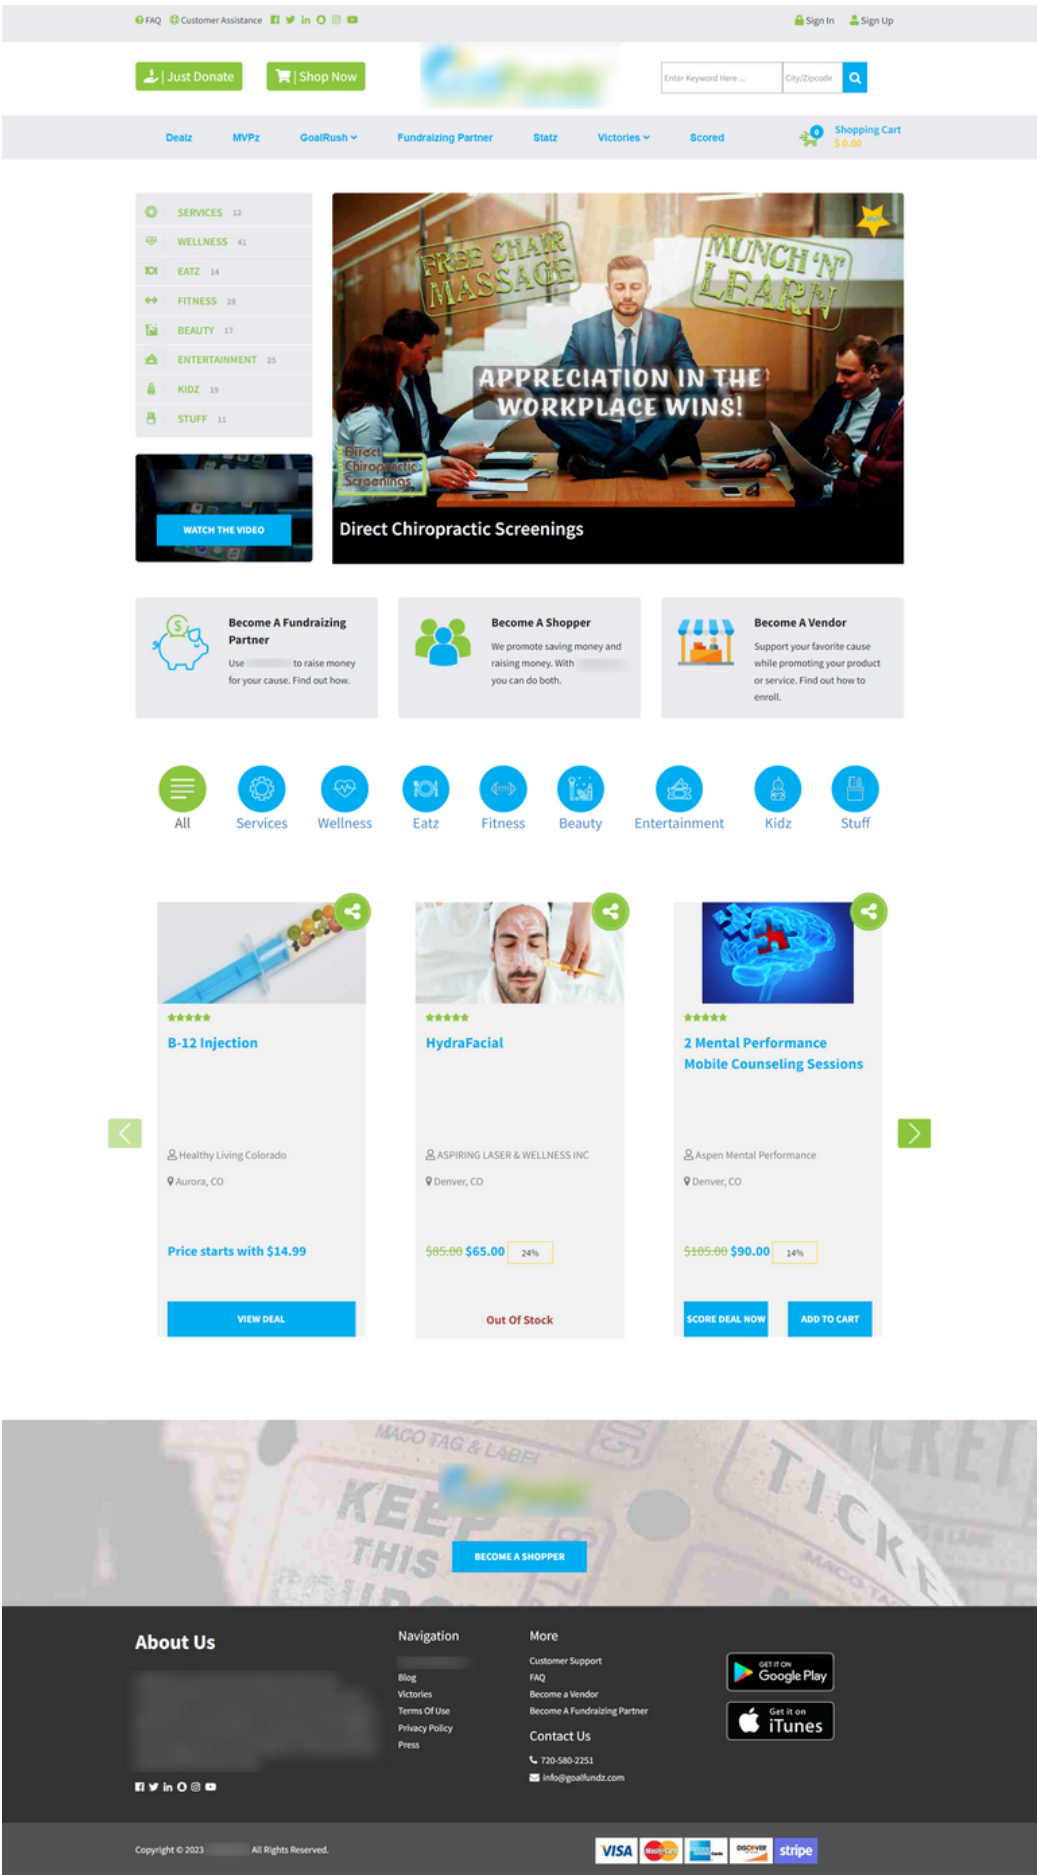 FAQ Customer Assistance Sign In Sign Up
| Just Donate | Shop Now Enter Keyword Here ... City/Zipcode
Dealz MVPz GoalRush Fundraizing Partner Statz Victories Scored 0 Shopping Cart
$ 0.00
SERVICES 12
WELLNESS 41
EATZ 14
FITNESS 28
BEAUTY 17
ENTERTAINMENT 25
KIDZ 19
STUFF 11
WATCH THE VIDEO
MVP
FREE CHAIR
MASSAGE
MUNCH 'N'
LEARN
APPRECIATION IN THE
WORKPLACE WINS!
Direct
Chiropractic
Screenings
Direct Chiropractic Screenings
Become A Fundraizing
Partner
Use to raise money
for your cause. Find out how.
Become A Shopper
We promote saving money and
raising money. With
you can do both.
Become A Vendor
Support your favorite cause
while promoting your product
or service. Find out how to
enroll.
All Services Wellness Eatz Fitness Beauty Entertainment Kidz Stuff
B-12 Injection
Healthy Living Colorado
Aurora, CO
Price starts with $14.99
VIEW DEAL
HydraFacial
ASPIRING LASER & WELLNESS INC
Denver, CO
$85.00 $65.00 24%
Out Of Stock
2 Mental Performance
Mobile Counseling Sessions
Aspen Mental Performance
Denver, CO
$105.00 $90.00 14%
SCORE DEAL NOW ADD TO CART
MACO TAG & LABEL
KEEP
THIS
TICKET
BECOME A SHOPPER
About Us
Navigation
Blog
Victories
Terms Of Use
Privacy Policy
Press
More
Customer Support
FAQ
Become a Vendor
Become A Fundraizing Partner
Contact Us
720-580-2251
info@goalfundz.com
GET IT ON
Google Play
Get it on
iTunes
Copyright © 2023 All Rights Reserved.
VISA MasterCard DISCOVER stripe